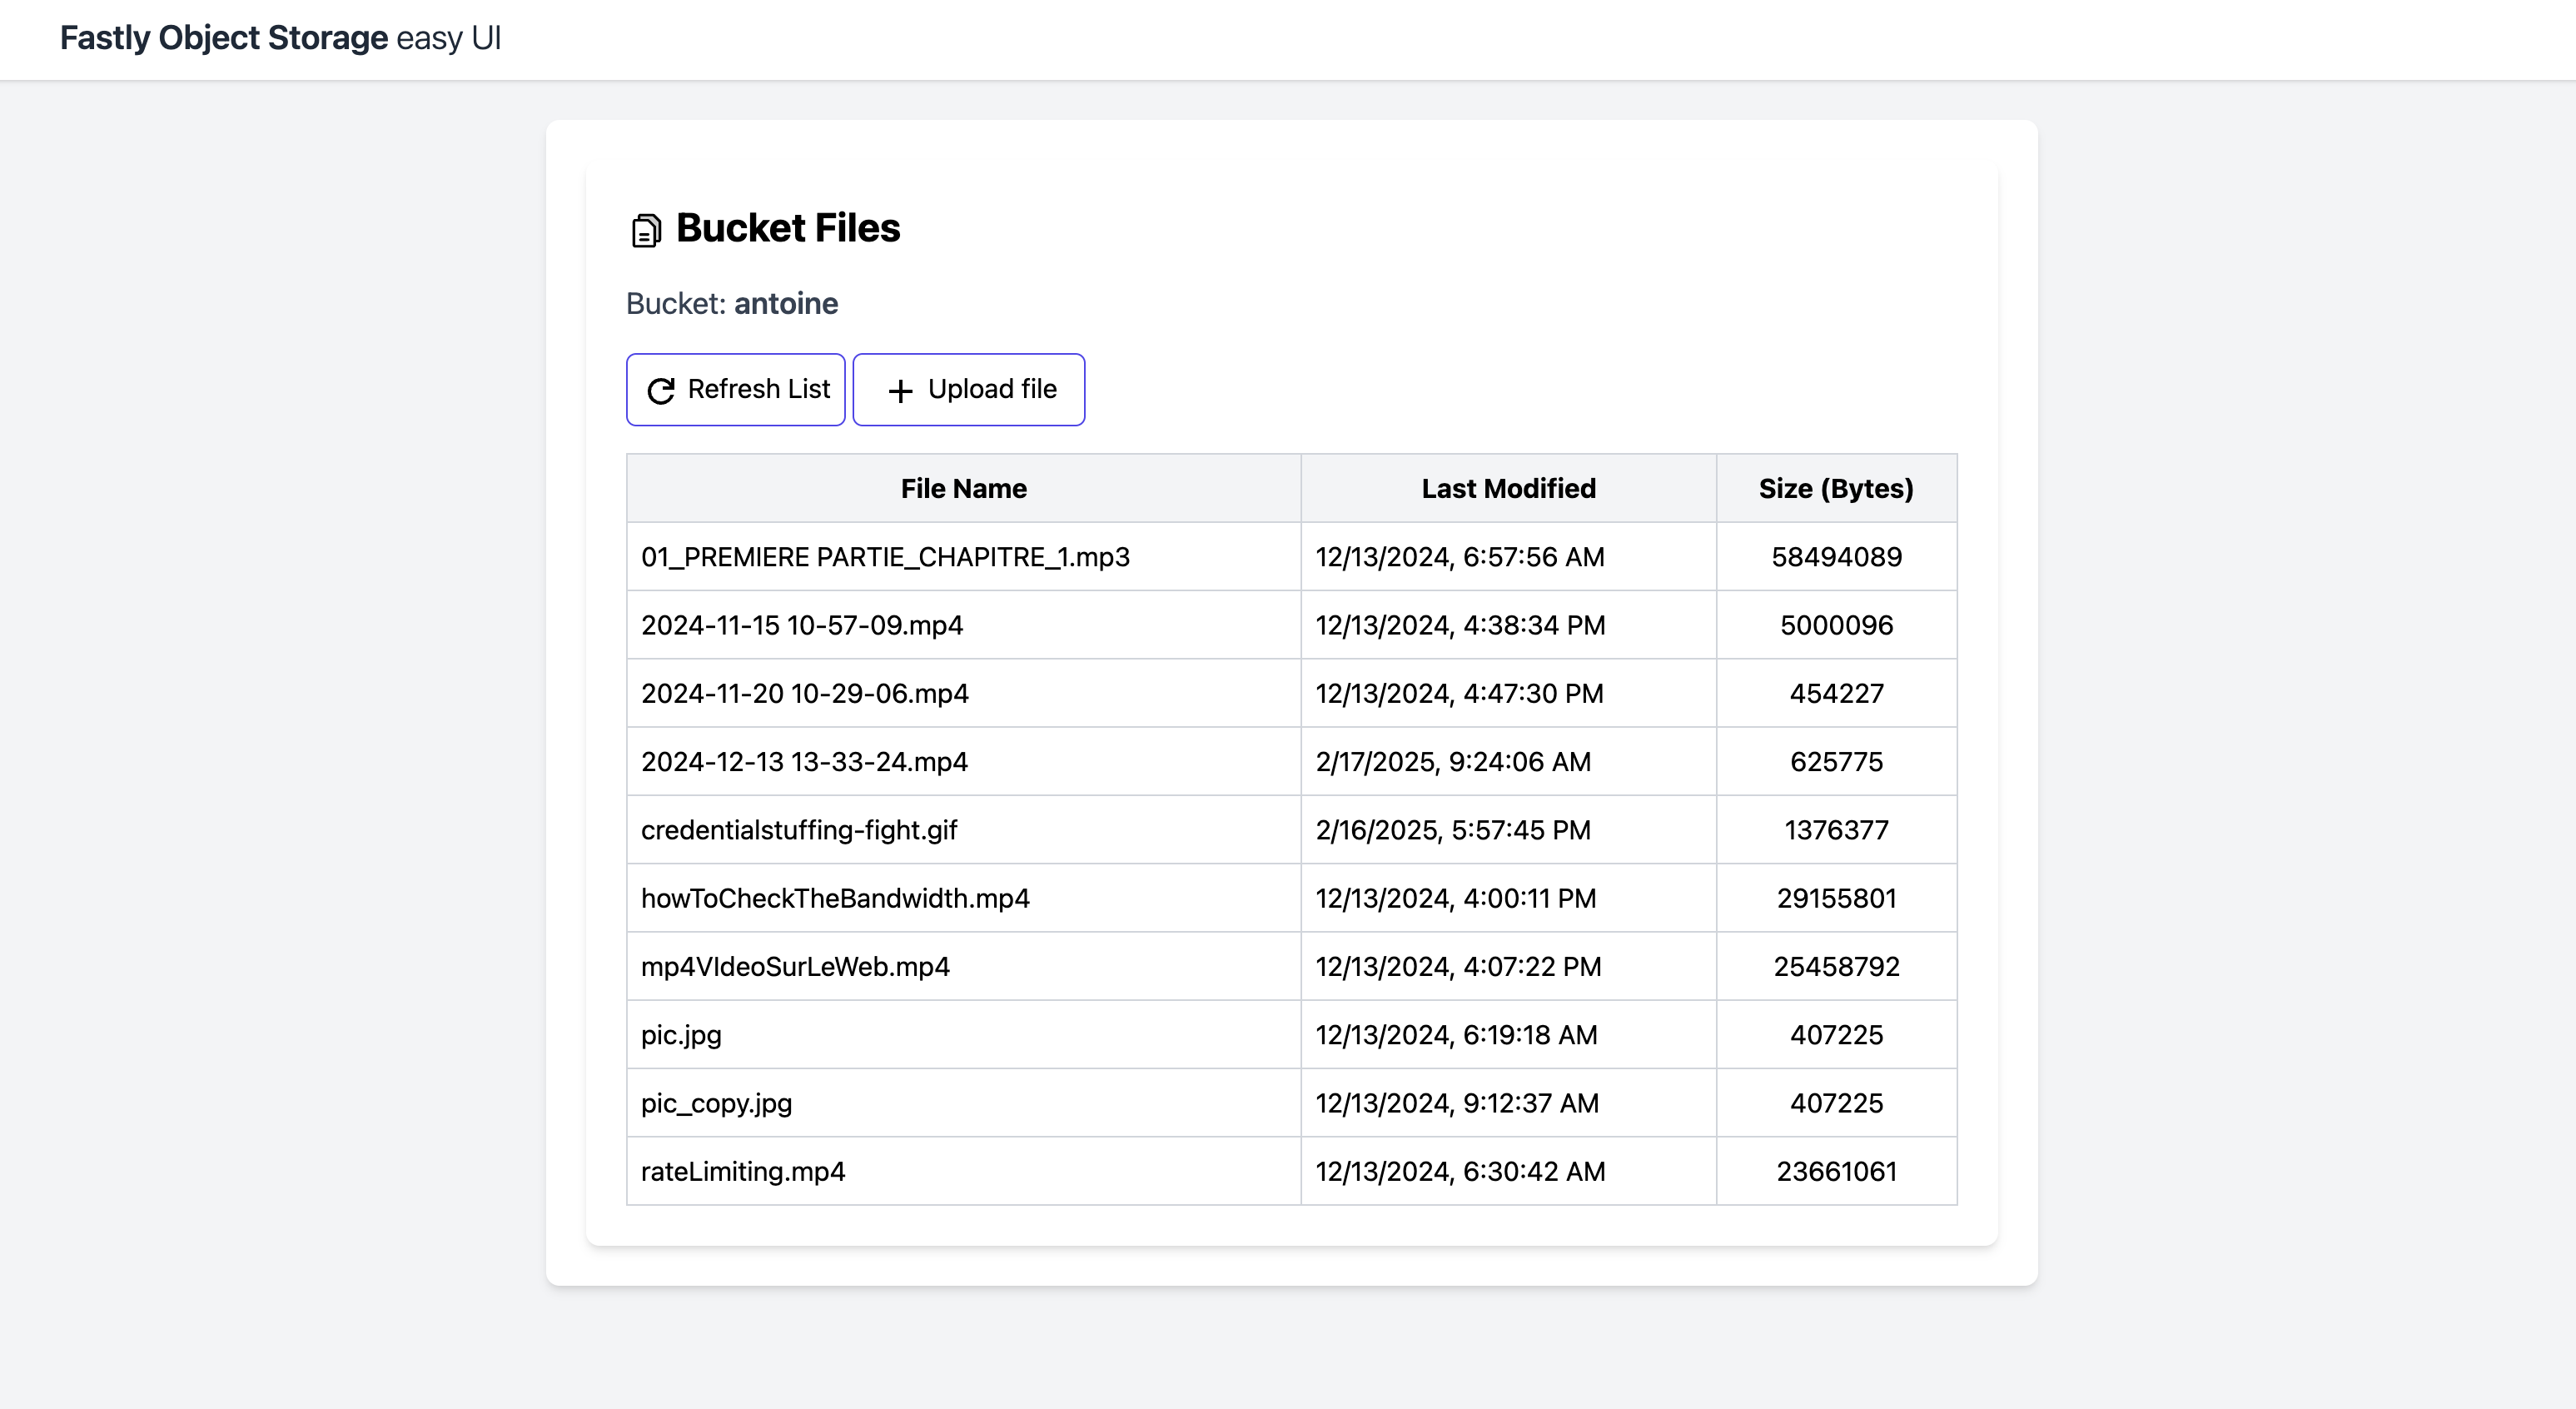 Fastly Object Storage easy UI
Bucket Files
Bucket: antoine
Refresh List Upload file
File Name Last Modified Size (Bytes)
01_PREMIERE PARTIE_CHAPITRE_1.mp3 12/13/2024, 6:57:56 AM 58494089
2024-11-15 10-57-09.mp4 12/13/2024, 4:38:34 PM 5000096
2024-11-20 10-29-06.mp4 12/13/2024, 4:47:30 PM 454227
2024-12-13 13-33-24.mp4 2/17/2025, 9:24:06 AM 625775
credentialstuffing-fight.gif 2/16/2025, 5:57:45 PM 1376377
howToCheckTheBandwidth.mp4 12/13/2024, 4:00:11 PM 29155801
mp4VIdeoSurLeWeb.mp4 12/13/2024, 4:07:22 PM 25458792
pic.jpg 12/13/2024, 6:19:18 AM 407225
pic_copy.jpg 12/13/2024, 9:12:37 AM 407225
rateLimiting.mp4 12/13/2024, 6:30:42 AM 23661061